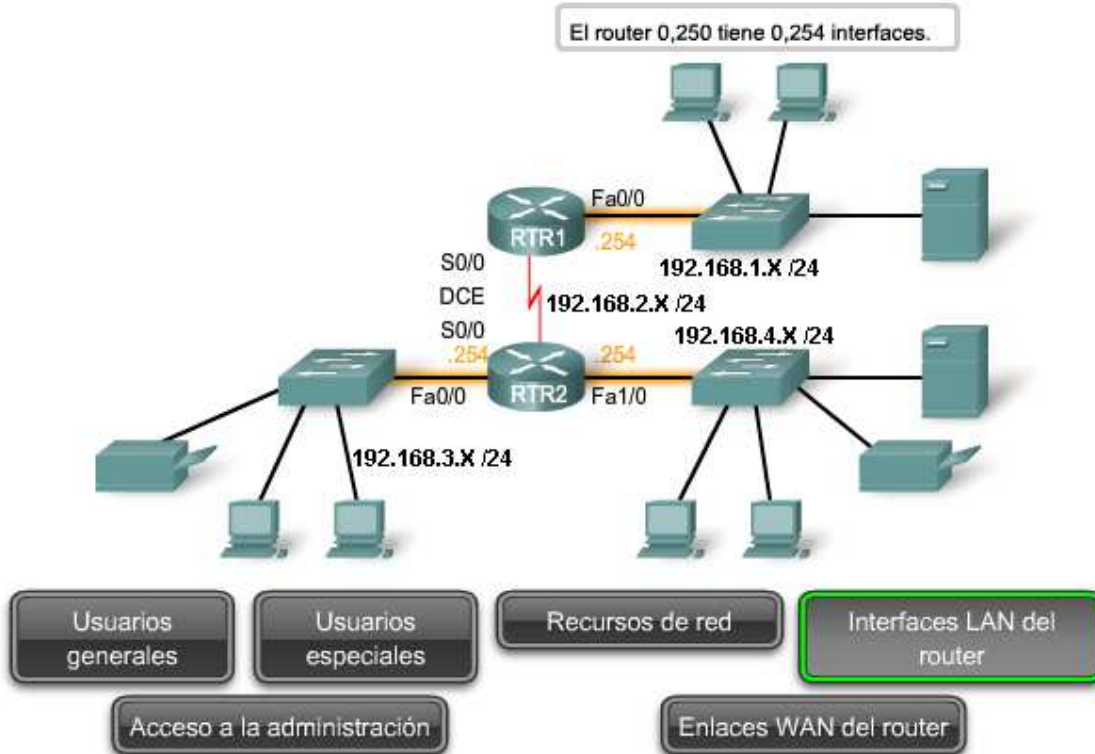 El router 0,250 tiene 0,254 interfaces.
Fa0/0
RTR1
.254
S0/0
192.168.1.X /24
DCE
192.168.2.X /24
S0/0
192.168.4.X /24
.254
.254
RTR2
Fa0/0
Fa1/0
192.168.3.X /24
Usuarios
generales
Usuarios
especiales
Recursos de red
Interfaces LAN del
router
Acceso a la administración
Enlaces WAN del router